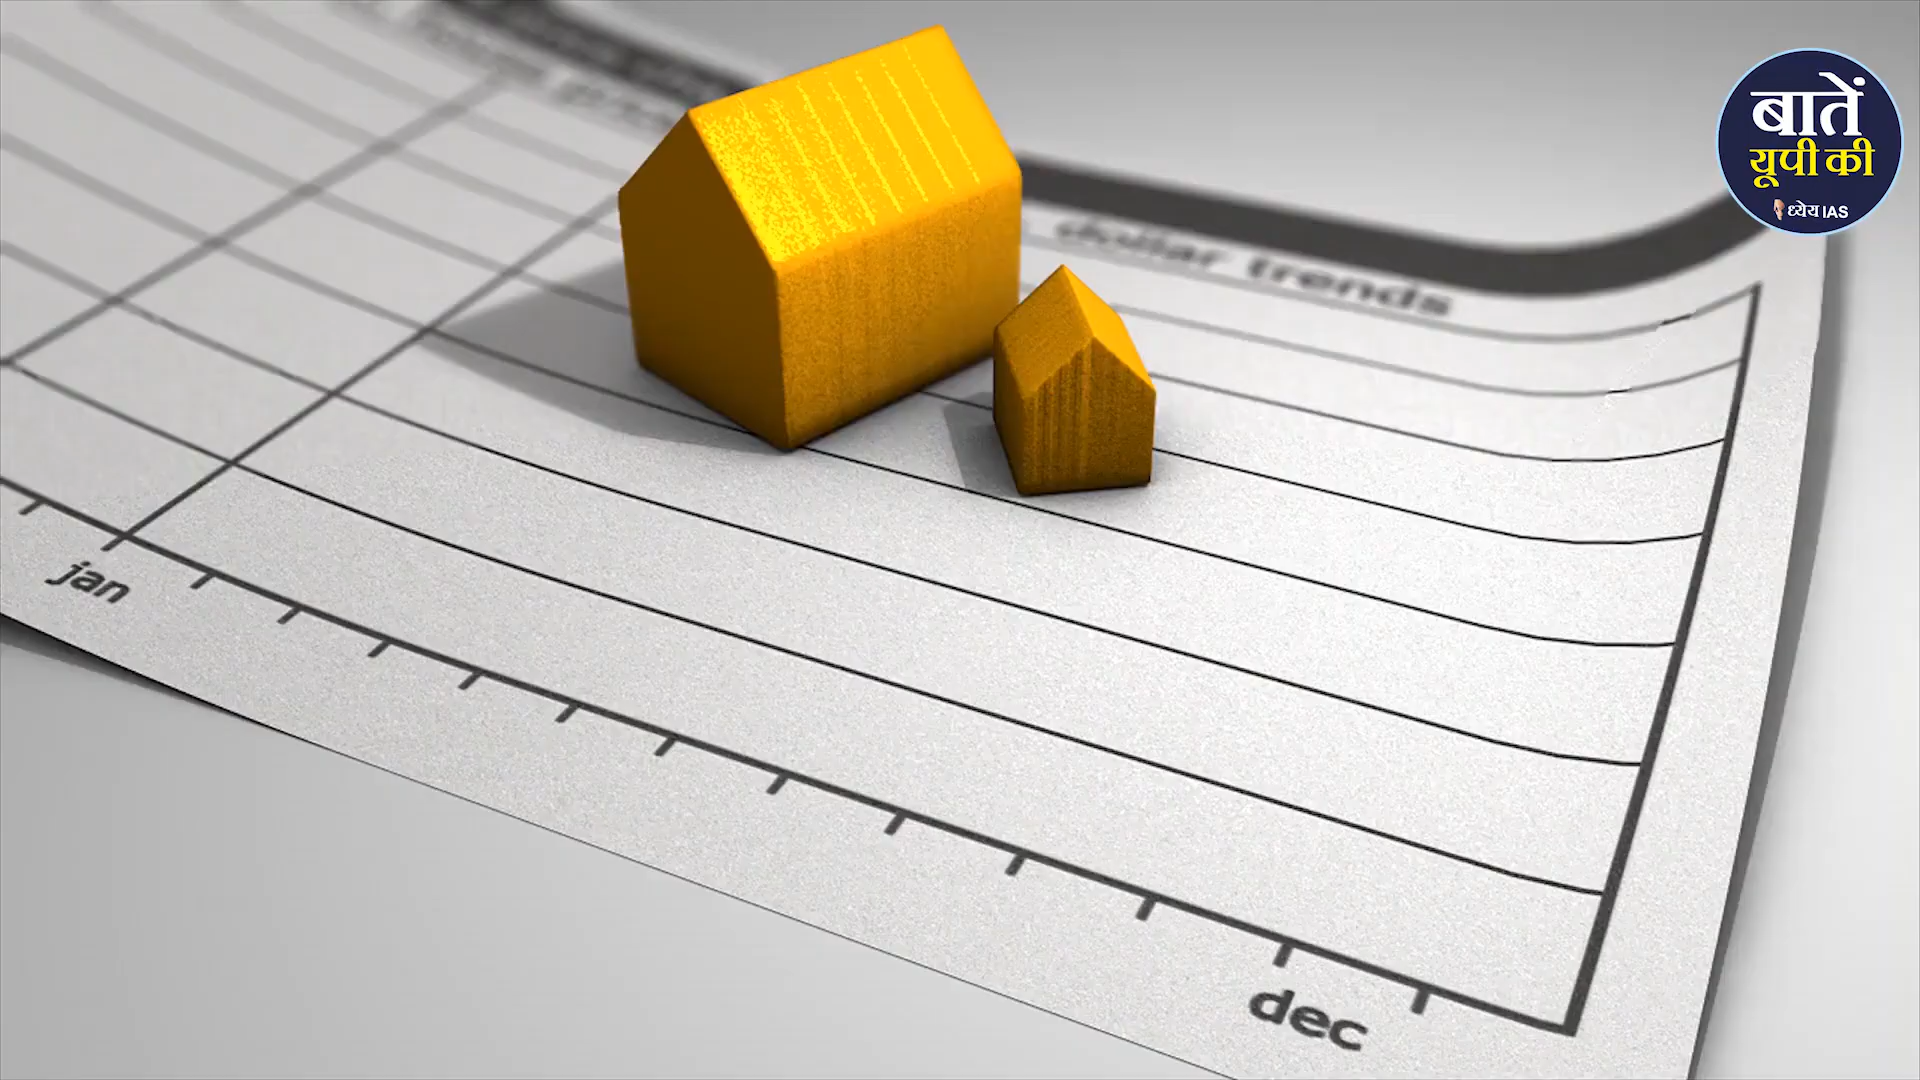 बातें
यूपी की
ध्येय IAS
dollar trends
jan
dec